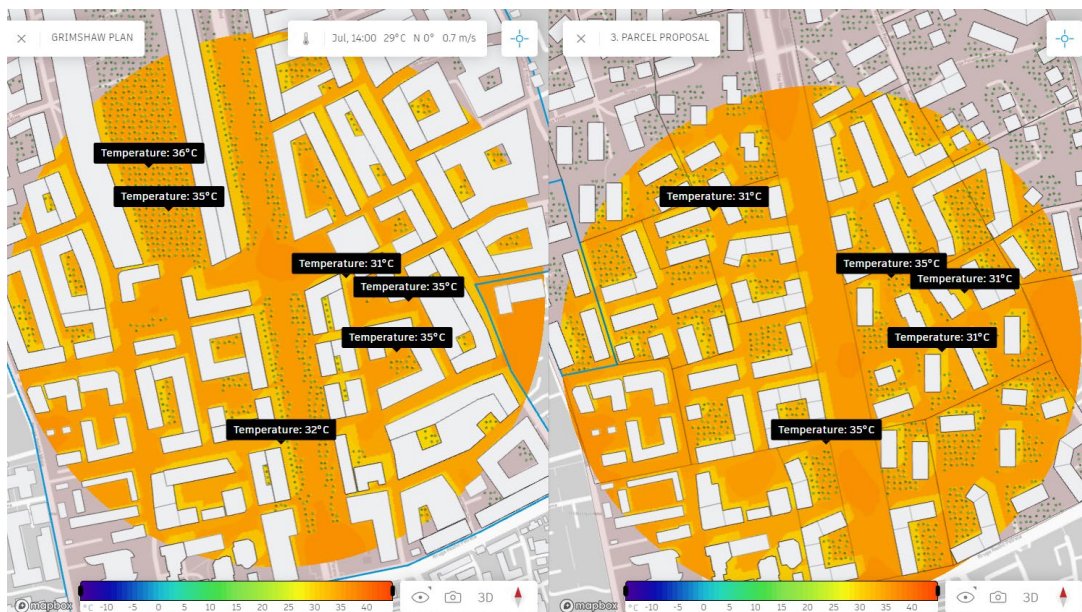 GRIMSHAW PLAN
Jul, 14:00 29°C N 0° 0.7 m/s
Temperature: 36°C
Temperature: 35°C
Temperature: 31°C
Temperature: 35°C
Temperature: 35°C
Temperature: 32°C
mapbox
°C -10 -5 0 5 10 15 20 25 30 35 40
3D
3. PARCEL PROPOSAL
Temperature: 31°C
Temperature: 35°C
Temperature: 31°C
Temperature: 31°C
Temperature: 35°C
mapbox
°C -10 -5 0 5 10 15 20 25 30 35 40
3D